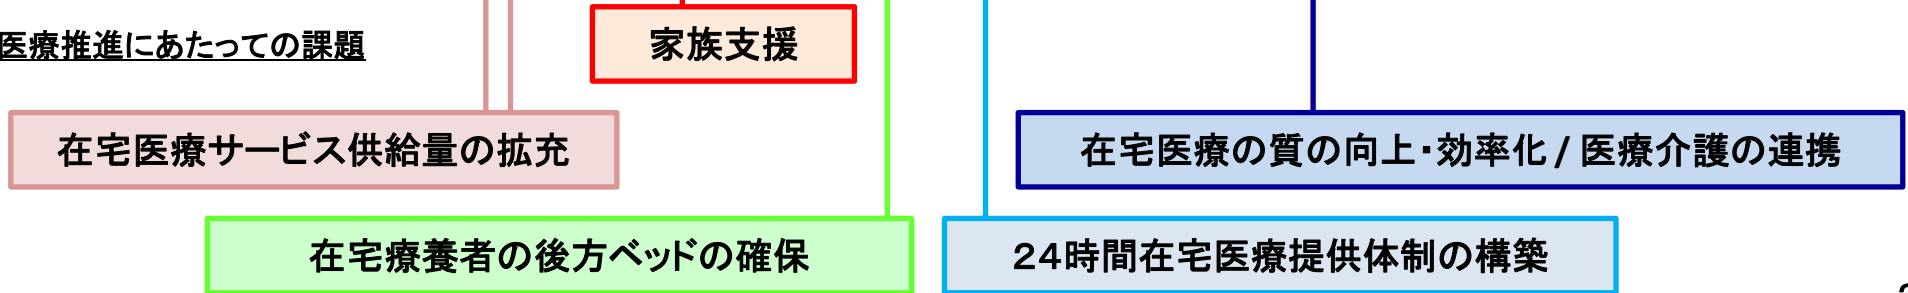 医療推進にあたっての課題
家族支援
在宅医療サービス供給量の拡充
在宅医療の質の向上・効率化/医療介護の連携
在宅療養者の後方ベッドの確保
24時間在宅医療提供体制の構築